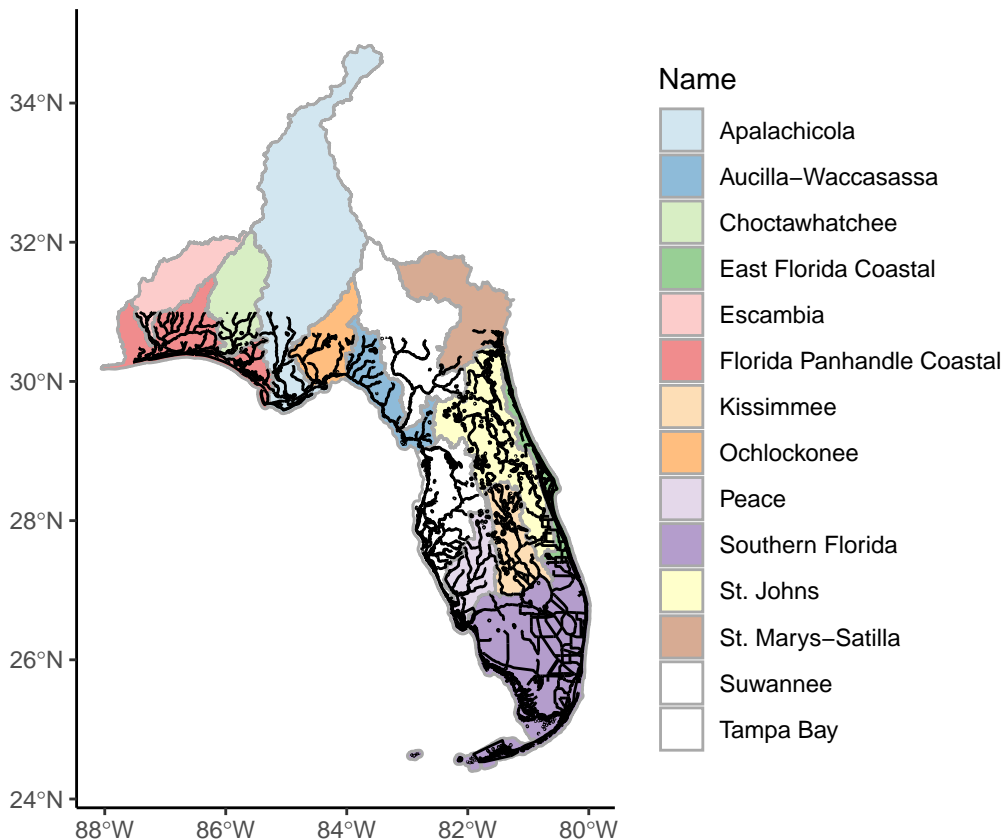 34°N
32°N
30°N
28°N
26°N
24°N
88°W 86°W 84°W 82°W 80°W
Name
Apalachicola
Aucilla−Waccasassa
Choctawhatchee
East Florida Coastal
Escambia
Florida Panhandle Coastal
Kissimmee
Ochlockonee
Peace
Southern Florida
St. Johns
St. Marys−Satilla
Suwannee
Tampa Bay